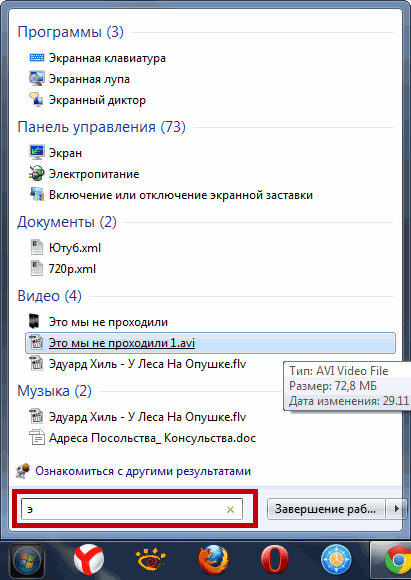 Программы (3)
Экранная клавиатура
Экранная лупа
Экранный диктор
Панель управления (73)
Экран
Электропитание
Включение или отключение экранной заставки
Документы (2)
Ютуб.xml
720p.xml
Видео (4)
Это мы не проходили
Это мы не проходили 1.avi
Эдуард Хиль - У Леса На Опушке.flv
Тип: AVI Video File
Размер: 72,8 МБ
Дата изменения: 29.11
Музыка (2)
Эдуард Хиль - У Леса На Опушке.flv
Адреса Посольства_ Консульства.doc
Ознакомиться с другими результатами
э
Завершение раб...